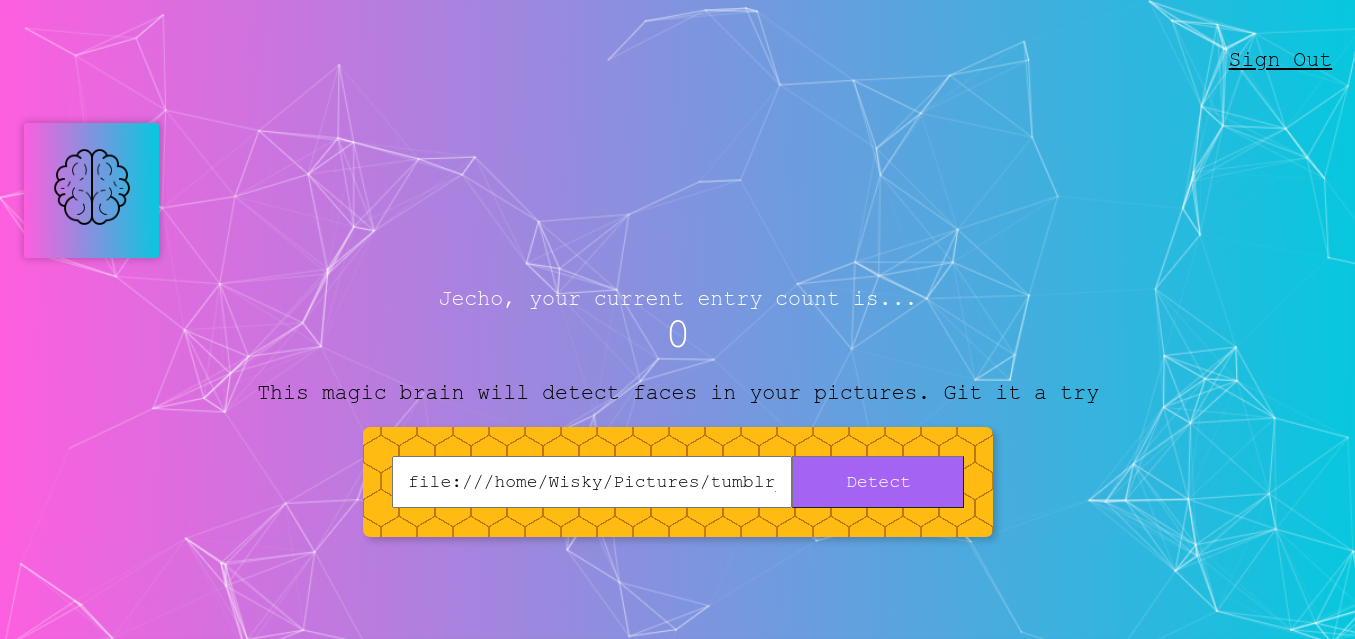 Sign Out
Jecho, your current entry count is...
0
This magic brain will detect faces in your pictures. Git it a try
file:///home/Wisky/Pictures/tumblr_
Detect